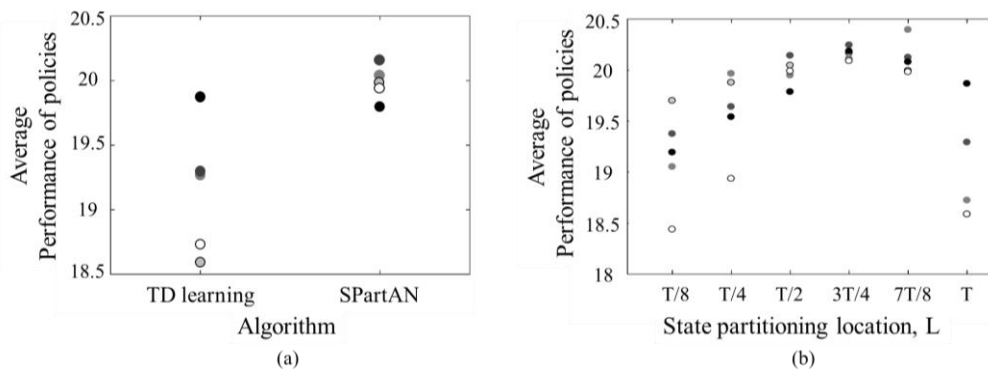 20.5
20
19.5
19
18.5
Average
Performance of policies
TD learning
SPartAN
Algorithm
(a)
20.5
20
19.5
19
18.5
18
Average
Performance of policies
T/8
T/4
T/2
3T/4
7T/8
T
State partitioning location, L
(b)